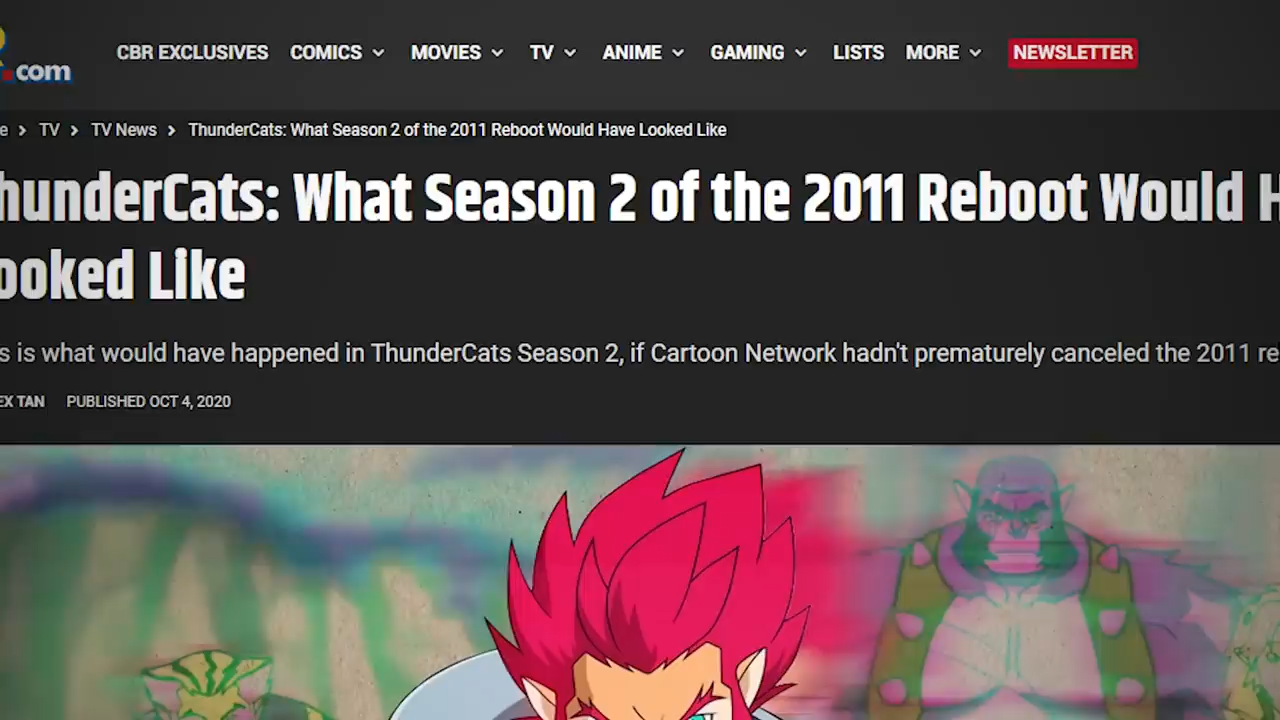 .com
CBR EXCLUSIVES COMICS MOVIES TV ANIME GAMING LISTS MORE NEWSLETTER
e > TV > TV News > ThunderCats: What Season 2 of the 2011 Reboot Would Have Looked Like
hunderCats: What Season 2 of the 2011 Reboot Would H
ooked Like
s is what would have happened in ThunderCats Season 2, if Cartoon Network hadn't prematurely canceled the 2011 re
EX TAN PUBLISHED OCT 4, 2020